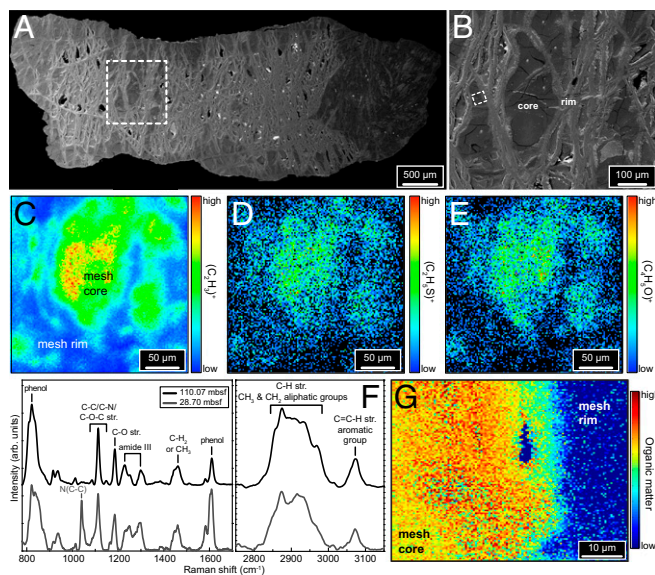 A
B
core
rim
500 µm
100 µm
C
mesh
core
mesh rim
50 µm
high
low
D
50 µm
high
low
E
50 µm
high
low
(C₂H₃O)⁺
F
phenol
C-C/C-N/
C-O-C str.
C-O str.
amide III
C-H₂
or CH₃
phenol
N(C-C)
110.07 mbsf
28.70 mbsf
C-H str.
CH₃ & CH₂ aliphatic groups
C=C-H str.
aromatic
group
Intensity (arb. units)
800 1000 1200 1400 1600 2800 2900 3000 3100
Raman shift (cm⁻¹)
G
mesh
rim
mesh
core
10 µm
high
Organic matter
low